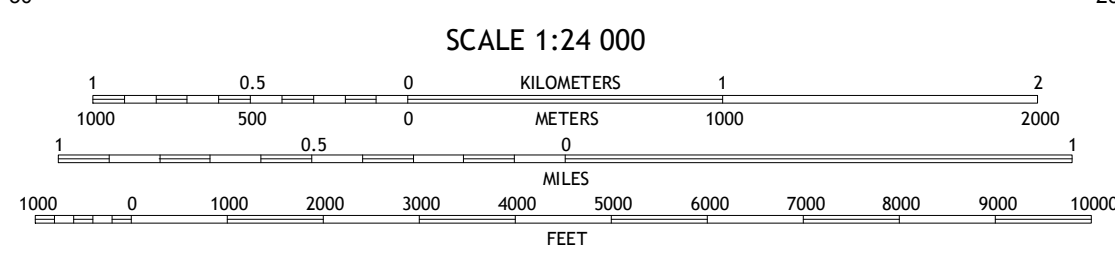 SCALE 1:24 000
1 0.5 0 KILOMETERS 1 2
1000 500 0 METERS 1000 2000
1 0.5 0 1
MILES
1000 0 1000 2000 3000 4000 5000 6000 7000 8000 9000 10000
FEET